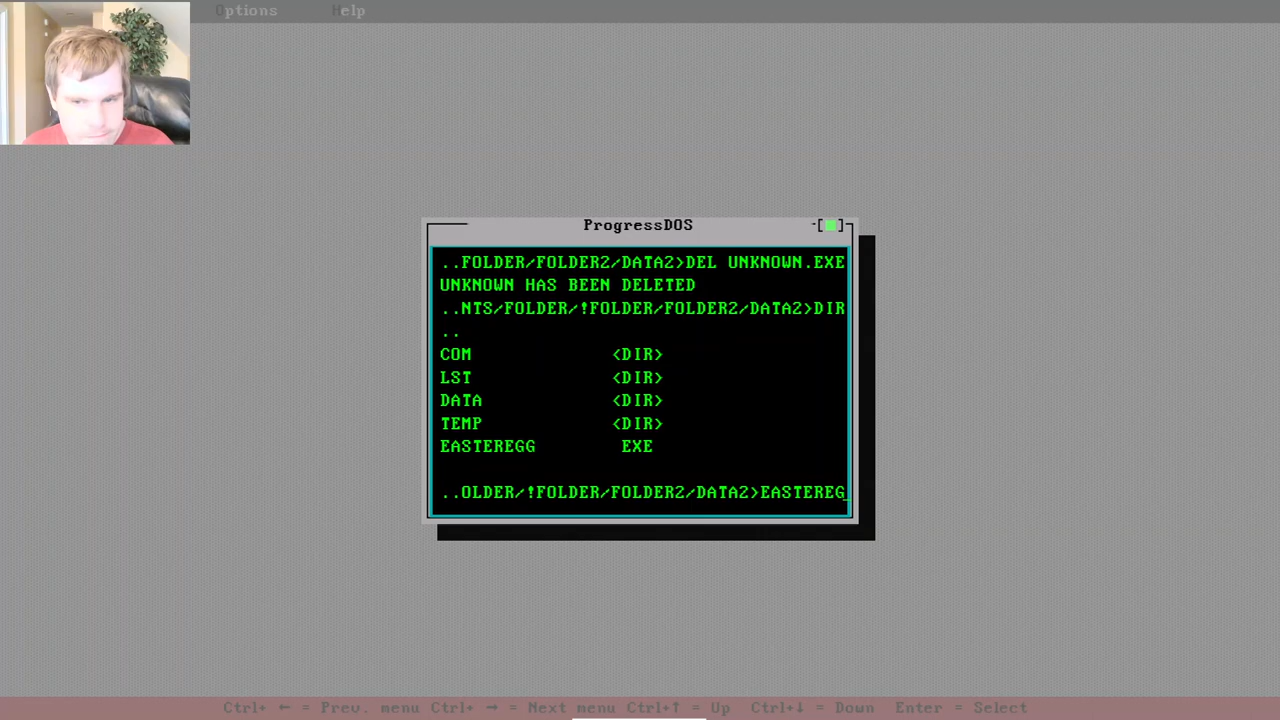 Options Help
ProgressDOS
..FOLDER/FOLDER2/DATA2>DEL UNKNOWN.EXE
UNKNOWN HAS BEEN DELETED
..NTS/FOLDER/!FOLDER/FOLDER2/DATA2>DIR
..
COM <DIR>
LST <DIR>
DATA <DIR>
TEMP <DIR>
EASTEREGG EXE
..OLDER/!FOLDER/FOLDER2/DATA2>EASTEREG_
Ctrl+ ← = Prev. menu Ctrl+ → = Next menu Ctrl+↑ = Up Ctrl+↓ = Down Enter = Select